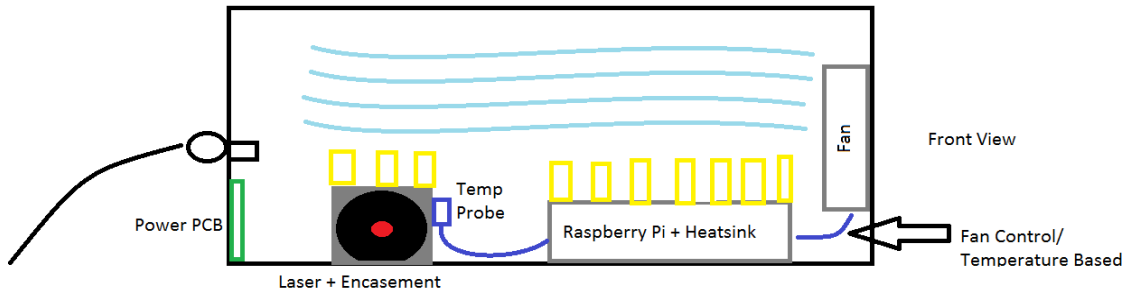 Fan
Front View
Temp
Probe
Power PCB
Raspberry Pi + Heatsink
Fan Control/
Temperature Based
Laser + Encasement